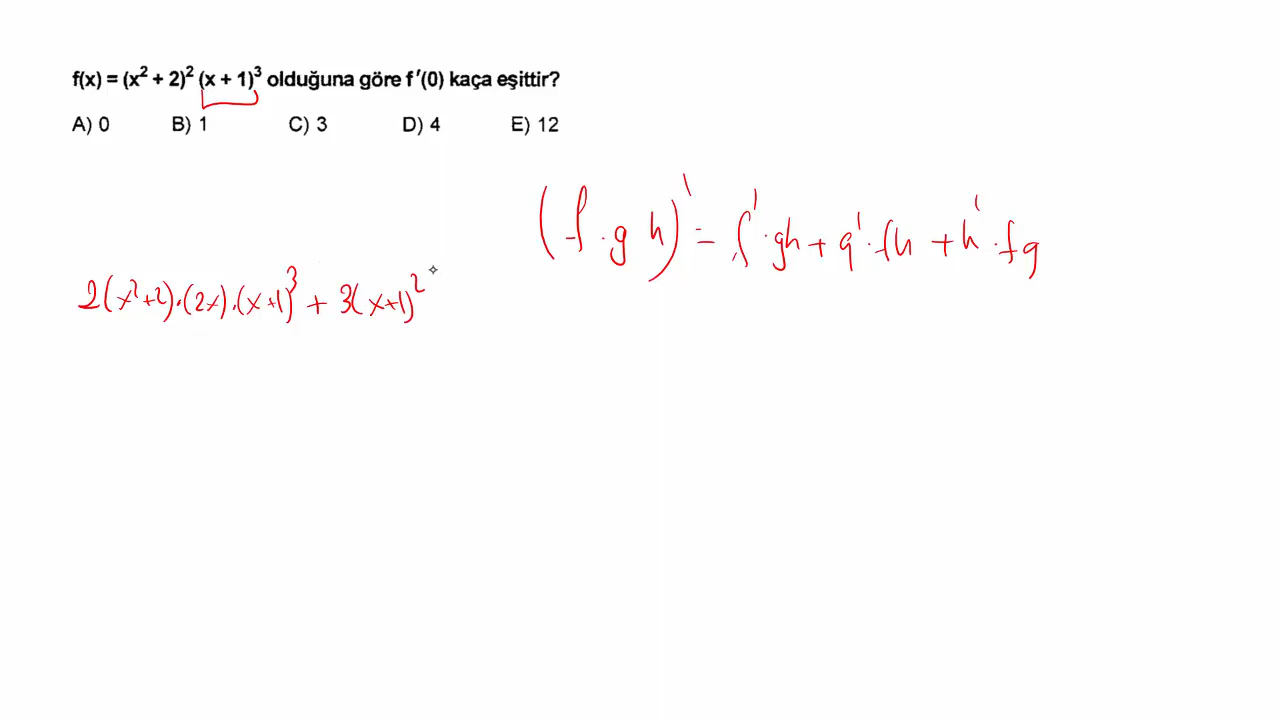 f(x) = (x² + 2)² (x + 1)³ olduğuna göre f ′(0) kaça eşittir?
A) 0 B) 1 C) 3 D) 4 E) 12
(f · g h)' = f' · gh + g' · fh + h' · fg
2(x²+2)·(2x)·(x+1)³ + 3(x+1)²